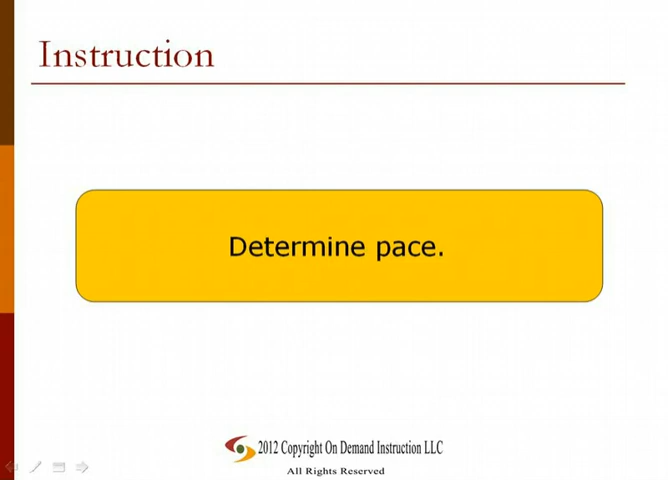 Instruction
Determine pace.
2012 Copyright On Demand Instruction LLC
All Rights Reserved